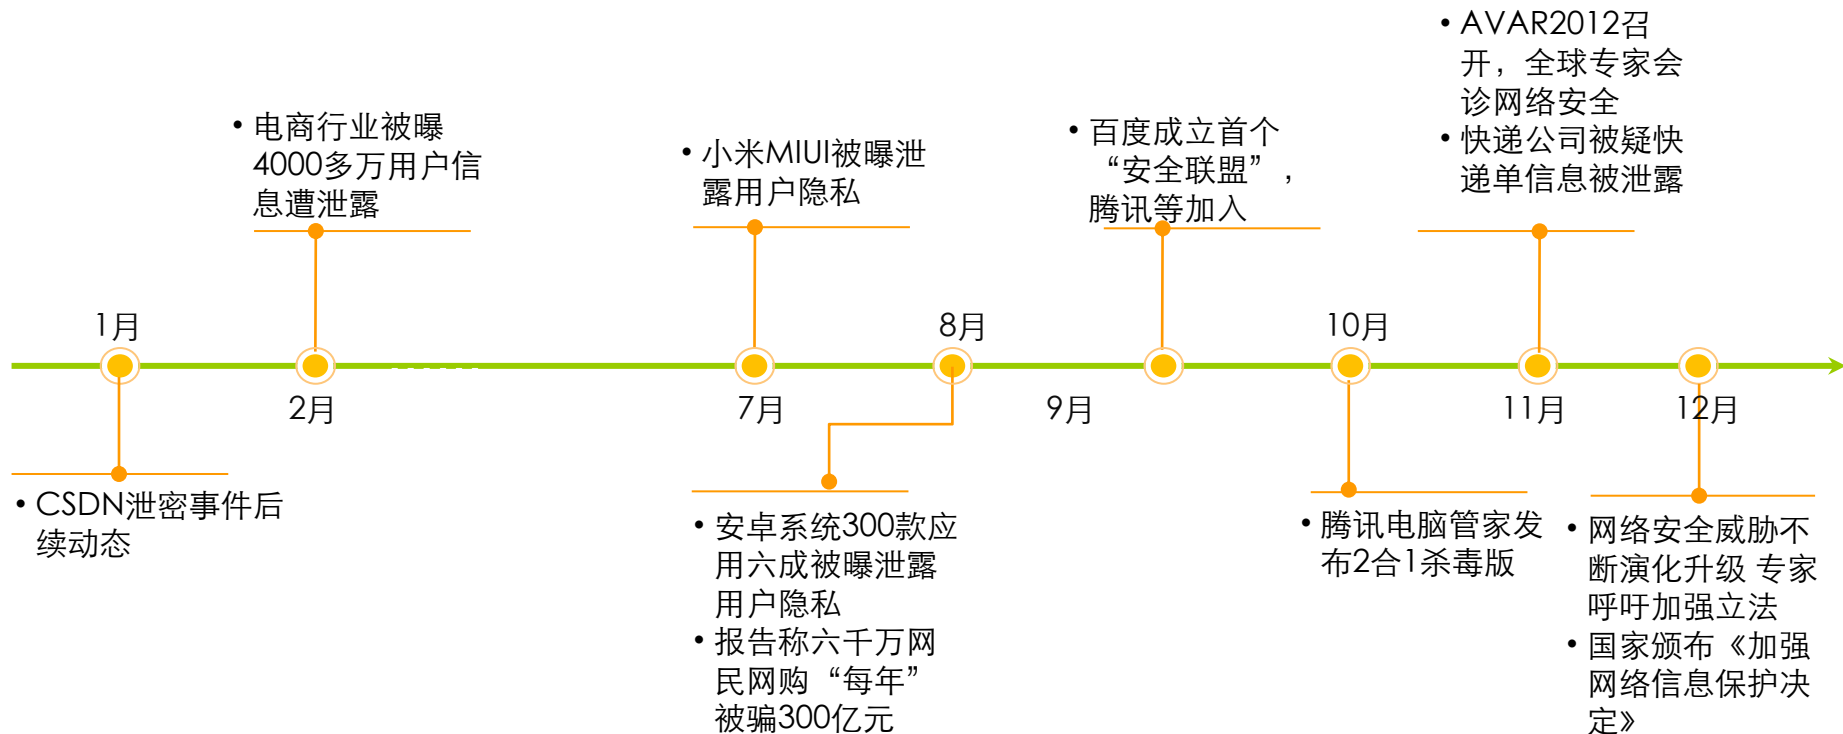 • AVAR2012召
开，全球专家会
诊网络安全
• 快递公司被疑快
递单信息被泄露
• 电商行业被曝
4000多万用户信
息遭泄露
• 小米MIUI被曝泄
露用户隐私
• 百度成立首个
“安全联盟”，
腾讯等加入
1月
8月
10月
2月
7月
9月
11月
12月
• CSDN泄密事件后
续动态
• 安卓系统300款应
用六成被曝泄露
用户隐私
• 报告称六千万网
民网购“每年”
被骗300亿元
• 腾讯电脑管家发
布2合1杀毒版
• 网络安全威胁不
断演化升级 专家
呼吁加强立法
• 国家颁布《加强
网络信息保护决
定》